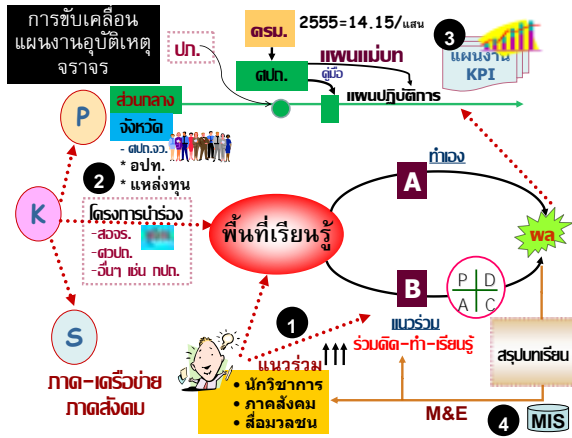 การขับเคลื่อน
แผนงานอุบัติเหตุ
จราจร
ปภ.
ครม.
2555=14.15/แสน
ศปถ.
แผนแม่บท
คู่มือ
แผนปฏิบัติการ
3
แผนงาน
KPI
P
ส่วนกลาง
จังหวัด
- ศปถ.จว.
* อปท.
* แหล่งทุน
2
K
โครงการนำร่อง
-สอจร.
-ศวปถ.
-อื่นๆ เช่น กปถ.
พื้นที่เรียนรู้
A
ทำเอง
ผล
B
P D
A C
แนวร่วม
ร่วมคิด-ทำ-เรียนรู้
S
ภาค-เครือข่าย
ภาคสังคม
1
แนวร่วม
• นักวิชาการ
• ภาคสังคม
• สื่อมวลชน
สรุปบทเรียน
M&E
4
MIS